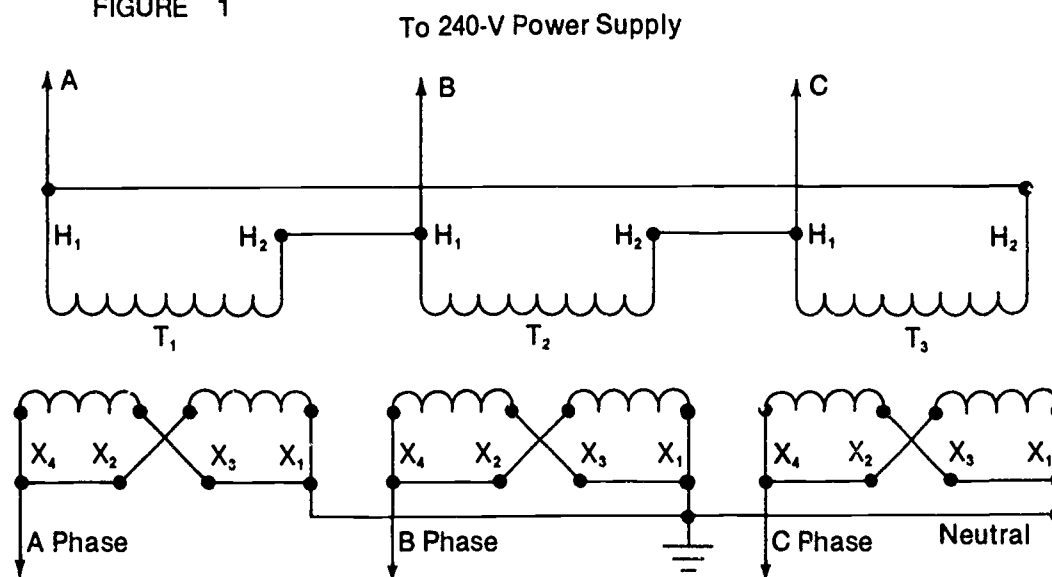 FIGURE 1
To 240-V Power Supply
A
B
C
H₁
H₂
H₁
H₂
H₁
H₂
T₁
T₂
T₃
X₄ X₂ X₃ X₁
X₄ X₂ X₃ X₁
X₄ X₂ X₃ X₁
A Phase
B Phase
C Phase
Neutral